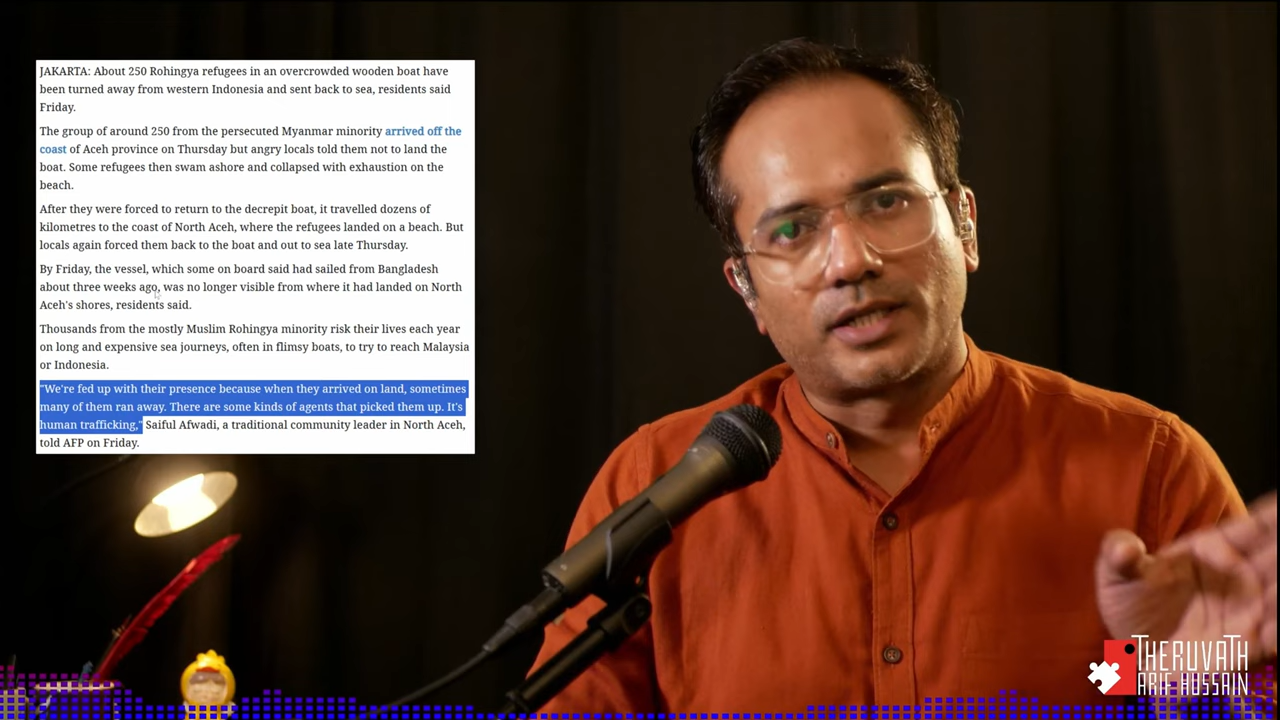 JAKARTA: About 250 Rohingya refugees in an overcrowded wooden boat have
been turned away from western Indonesia and sent back to sea, residents said
Friday.
The group of around 250 from the persecuted Myanmar minority arrived off the
coast of Aceh province on Thursday but angry locals told them not to land the
boat. Some refugees then swam ashore and collapsed with exhaustion on the
beach.
After they were forced to return to the decrepit boat, it travelled dozens of
kilometres to the coast of North Aceh, where the refugees landed on a beach. But
locals again forced them back to the boat and out to sea late Thursday.
By Friday, the vessel, which some on board said had sailed from Bangladesh
about three weeks ago, was no longer visible from where it had landed on North
Aceh's shores, residents said.
Thousands from the mostly Muslim Rohingya minority risk their lives each year
on long and expensive sea journeys, often in flimsy boats, to try to reach Malaysia
or Indonesia.
"We're fed up with their presence because when they arrived on land, sometimes
many of them ran away. There are some kinds of agents that picked them up. It's
human trafficking," Saiful Afwadi, a traditional community leader in North Aceh,
told AFP on Friday.
THERUVATH
ARIF HUSSAIN